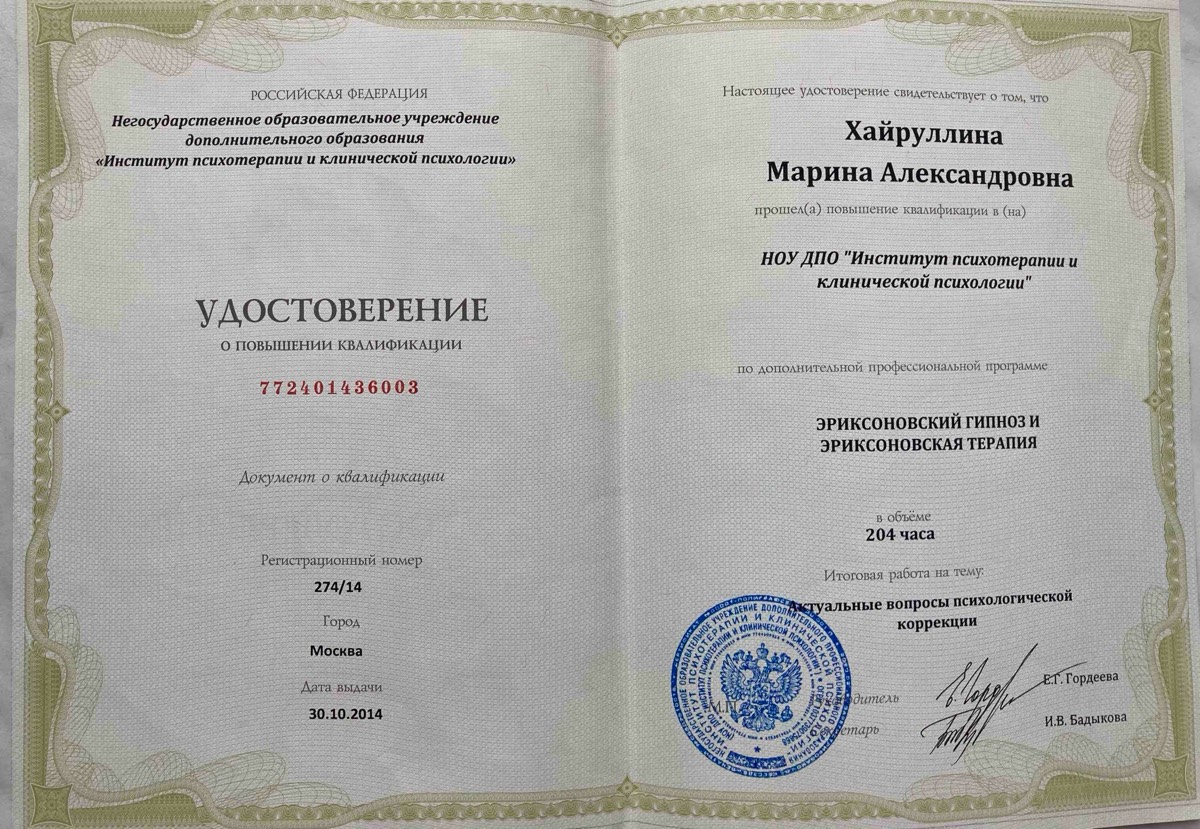 РОССИЙСКАЯ ФЕДЕРАЦИЯ
Негосударственное образовательное учреждение
дополнительного образования
«Институт психотерапии и клинической психологии»
УДОСТОВЕРЕНИЕ
О ПОВЫШЕНИИ КВАЛИФИКАЦИИ
772401436003
Документ о квалификации
Регистрационный номер
274/14
Город
Москва
Дата выдачи
30.10.2014
Настоящее удостоверение свидетельствует о том, что
Хайруллина
Марина Александровна
прошел(а) повышение квалификации в (на)
НОУ ДПО "Институт психотерапии и
клинической психологии"
по дополнительной профессиональной программе
ЭРИКСОНОВСКИЙ ГИПНОЗ И
ЭРИКСОНОВСКАЯ ТЕРАПИЯ
в объёме
204 часа
Итоговая работа на тему:
Актуальные вопросы психологической
коррекции
М.П.
Руководитель
Е.Г. Гордеева
Секретарь
И.В. Бадыкова